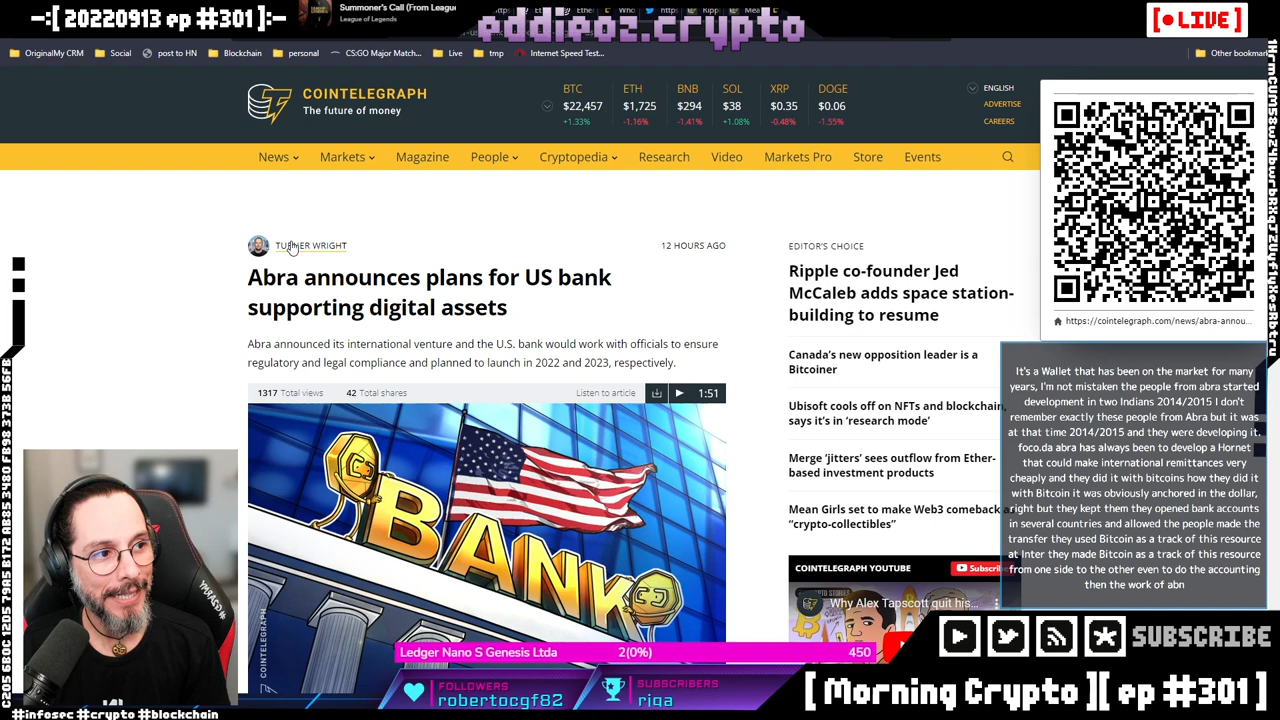 -:[ 20220913 ep #301 ]:-
Summoner's Call (From Leagu
League of Legends
eddieoz.crypto
[● LIVE]
OriginalMy CRM
Social
post to HN
Blockchain
personal
CS:GO Major Match...
Live
tmp
Internet Speed Test...
Other bookmar
COINTELEGRAPH
The future of money
BTC ETH BNB SOL XRP DOGE
$22,457 $1,725 $294 $38 $0.35 $0.06
+1.33% -1.16% -1.41% +1.08% -0.48% -1.55%
ENGLISH
ADVERTISE
CAREERS
News Markets Magazine People Cryptopedia Research Video Markets Pro Store Events
TURNER WRIGHT
12 HOURS AGO
Abra announces plans for US bank
supporting digital assets
Abra announced its international venture and the U.S. bank would work with officials to ensure
regulatory and legal compliance and planned to launch in 2022 and 2023, respectively.
1317 Total views 42 Total shares
Listen to article
1:51
BANK
COINTELEGRAPH
EDITOR'S CHOICE
Ripple co-founder Jed
McCaleb adds space station-
building to resume
Canada's new opposition leader is a
Bitcoiner
Ubisoft cools off on NFTs and blockchain,
says it's in 'research mode'
Merge 'jitters' sees outflow from Ether-
based investment products
Mean Girls set to make Web3 comeback as
"crypto-collectibles"
COINTELEGRAPH YOUTUBE
Subscribe
Why Alex Tapscott quit his...
https://cointelegraph.com/news/abra-annou...
It's a Wallet that has been on the market for many
years, I'm not mistaken the people from abra started
development in two Indians 2014/2015 I don't
remember exactly these people from Abra but it was
at that time 2014/2015 and they were developing it.
foco.da abra has always been to develop a Hornet
that could make international remittances very
cheaply and they did it with bitcoins how they did it
with Bitcoin it was obviously anchored in the dollar,
right but they kept them they opened bank accounts
in several countries and allowed the people made the
transfer they used Bitcoin as a track of this resource
at Inter they made Bitcoin as a track of this resource
from one side to the other even to do the accounting
then the work of abn
SUBSCRIBE
Ledger Nano S Genesis Ltda 2(0%) 450
FOLLOWERS
robertocgf82
SUBSCRIBERS
riqa
[ Morning Crypto ][ ep #301 ]
#infosec #crypto #blockchain